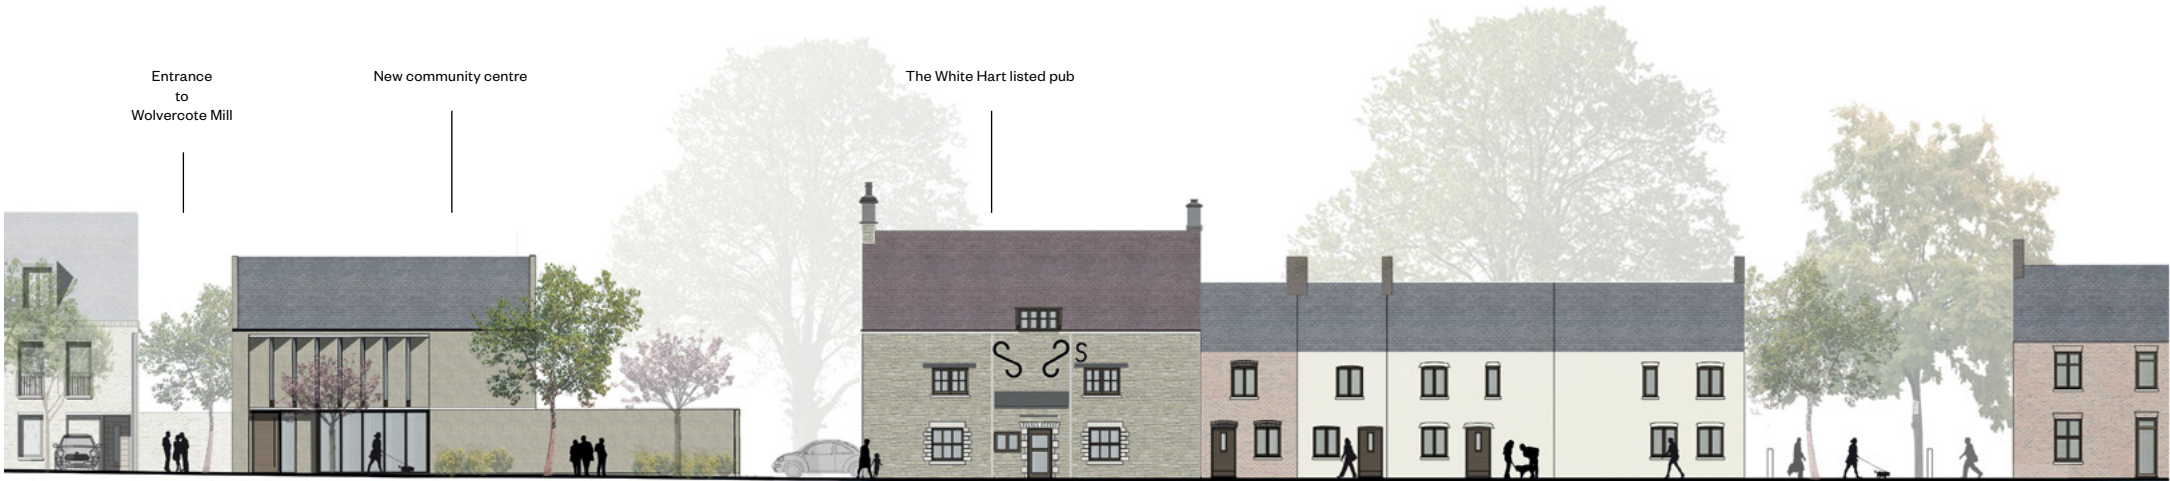 Entrance
to
Wolvercote Mill
New community centre
The White Hart listed pub